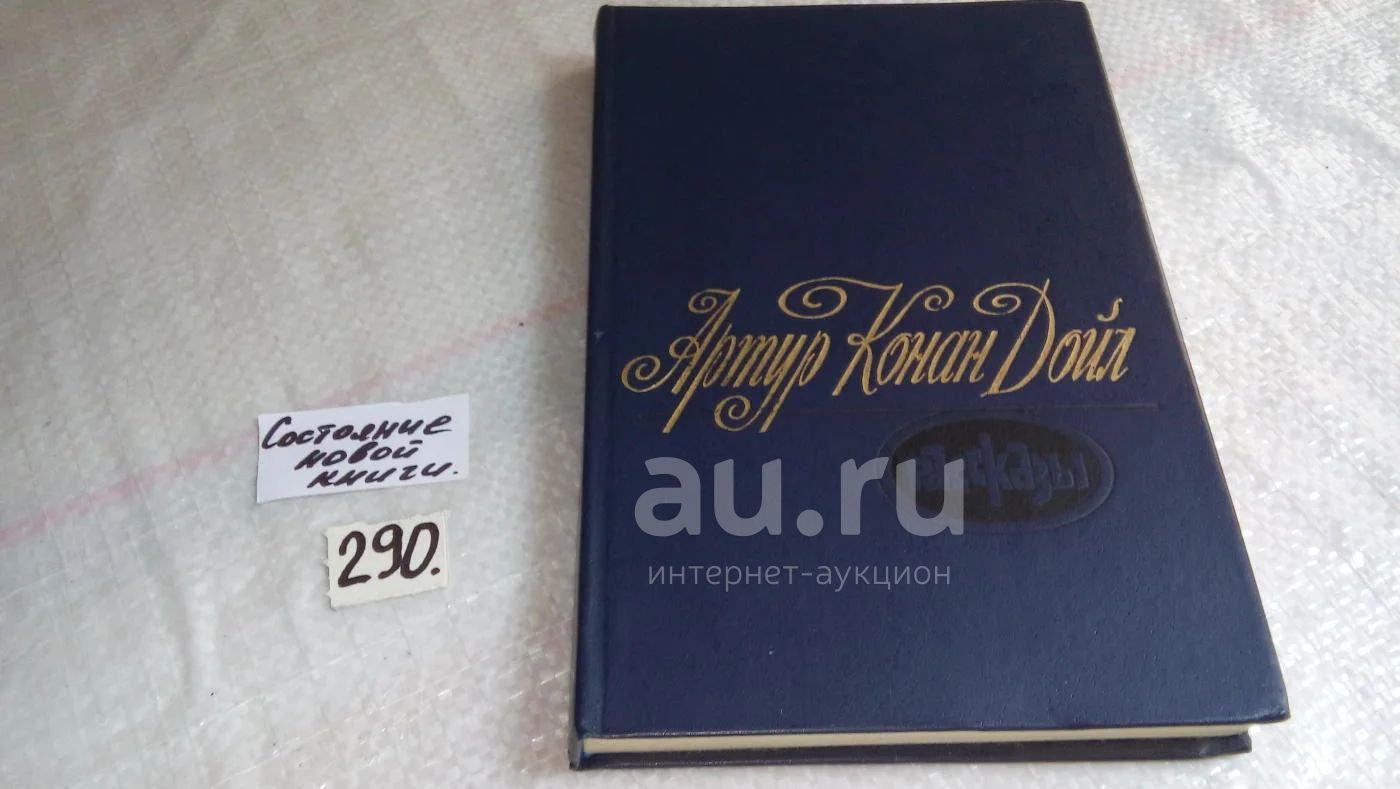 Артур Конан Дойл
рассказы
au.ru
интернет-аукцион
Состояние
новой
книги.
290.